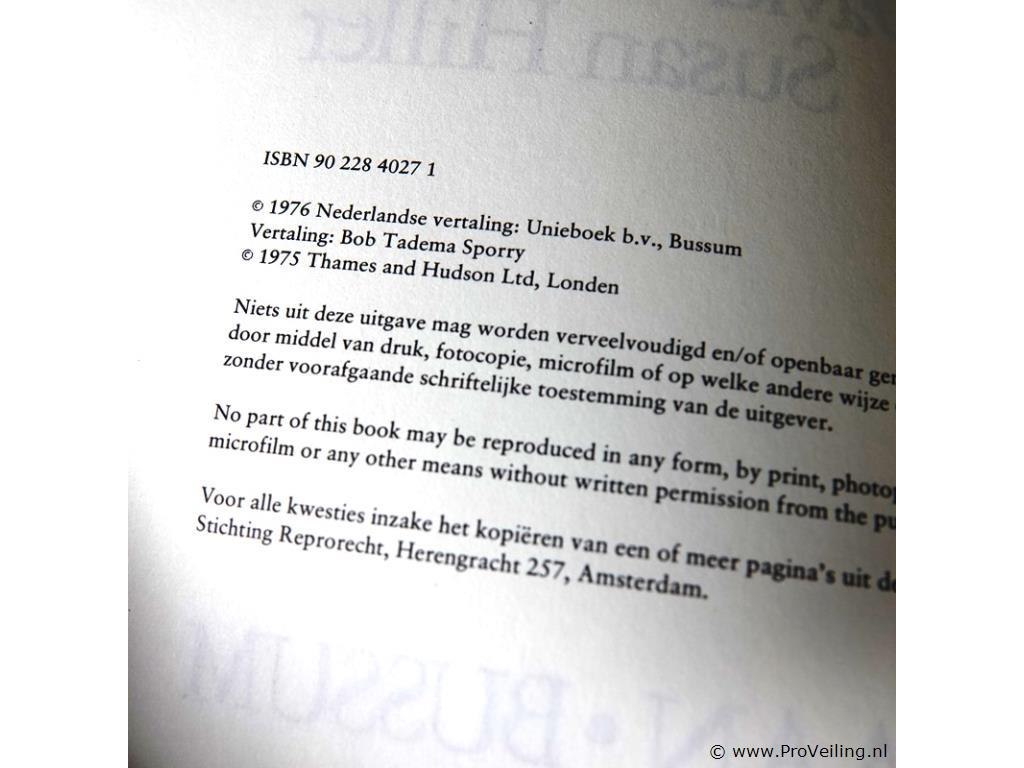 Susan Hiller
ISBN 90 228 4027 1
© 1976 Nederlandse vertaling: Unieboek b.v., Bussum
Vertaling: Bob Tadema Sporry
© 1975 Thames and Hudson Ltd, Londen
Niets uit deze uitgave mag worden verveelvoudigd en/of openbaar
door middel van druk, fotocopie, microfilm of op welke andere wijze
zonder voorafgaande schriftelijke toestemming van de uitgever.
No part of this book may be reproduced in any form, by print,
microfilm or any other means without written permission from the
Voor alle kwesties inzake het kopiëren van een of meer pagina's uit
Stichting Reprorecht, Herengracht 257, Amsterdam.
BUSSUM
© www.ProVeiling.nl